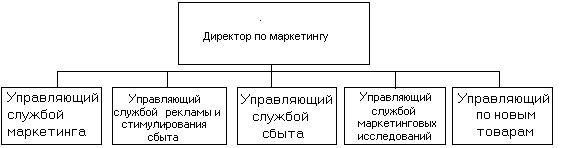 Директор по маркетингу
Управляющий
службой
маркетинга
Управляющий
службой рекламы и
стимулирования
сбыта
Управляющий
службой
сбыта
Управляющий
службой
маркетинговых
исследований
Управляющий
по новым
товарам